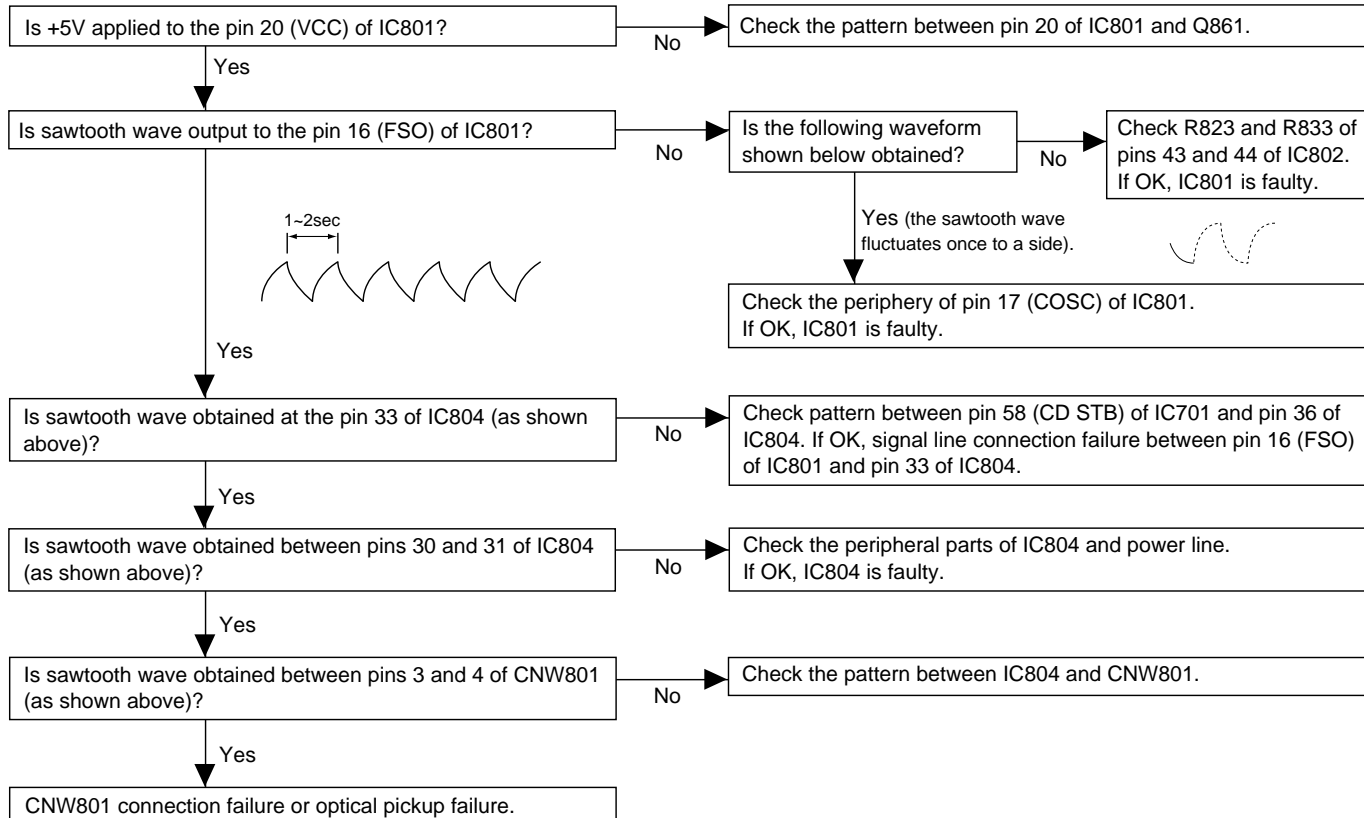 Is +5V applied to the pin 20 (VCC) of IC801?
No
Check the pattern between pin 20 of IC801 and Q861.
Yes
Is sawtooth wave output to the pin 16 (FSO) of IC801?
No
Is the following waveform
shown below obtained?
No
Check R823 and R833 of
pins 43 and 44 of IC802.
If OK, IC801 is faulty.
1~2sec
Yes (the sawtooth wave
fluctuates once to a side).
Check the periphery of pin 17 (COSC) of IC801.
If OK, IC801 is faulty.
Yes
Is sawtooth wave obtained at the pin 33 of IC804 (as shown
above)?
No
Check pattern between pin 58 (CD STB) of IC701 and pin 36 of
IC804. If OK, signal line connection failure between pin 16 (FSO)
of IC801 and pin 33 of IC804.
Yes
Is sawtooth wave obtained between pins 30 and 31 of IC804
(as shown above)?
No
Check the peripheral parts of IC804 and power line.
If OK, IC804 is faulty.
Yes
Is sawtooth wave obtained between pins 3 and 4 of CNW801
(as shown above)?
No
Check the pattern between IC804 and CNW801.
Yes
CNW801 connection failure or optical pickup failure.